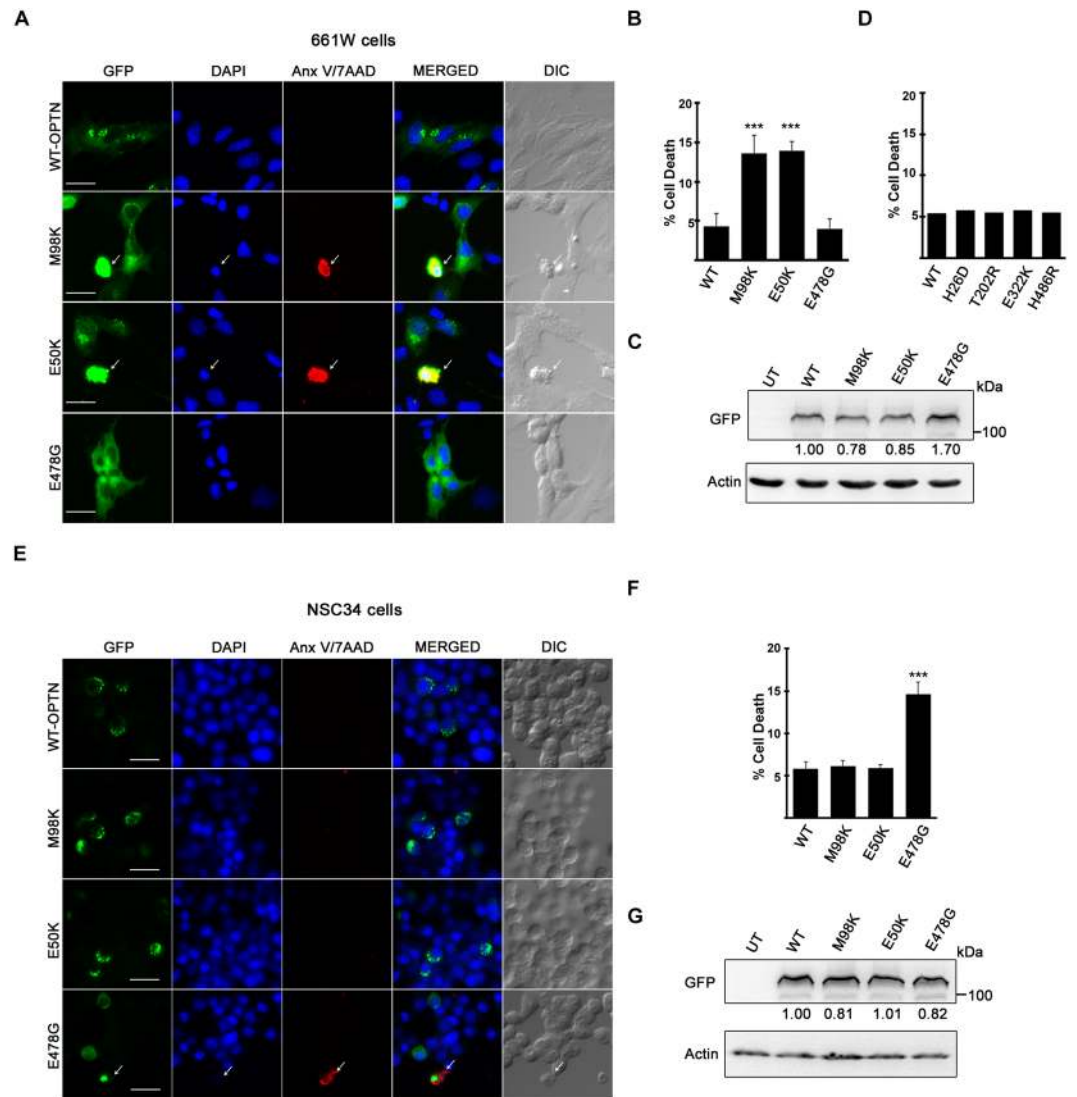 A
661W cells
GFP DAPI Anx V/7AAD MERGED DIC
WT-OPTN
M98K
E50K
E478G
B
% Cell Death
20
15
10
5
WT M98K E50K E478G
***
***
D
% Cell Death
20
15
10
5
WT H26D T202R E322K H486R
C
UT WT M98K E50K E478G kDa
GFP
100
1.00 0.78 0.85 1.70
Actin
E
NSC34 cells
GFP DAPI Anx V/7AAD MERGED DIC
WT-OPTN
M98K
E50K
E478G
F
% Cell Death
20
15
10
5
***
WT M98K E50K E478G
G
UT WT M98K E50K E478G kDa
GFP
100
1.00 0.81 1.01 0.82
Actin